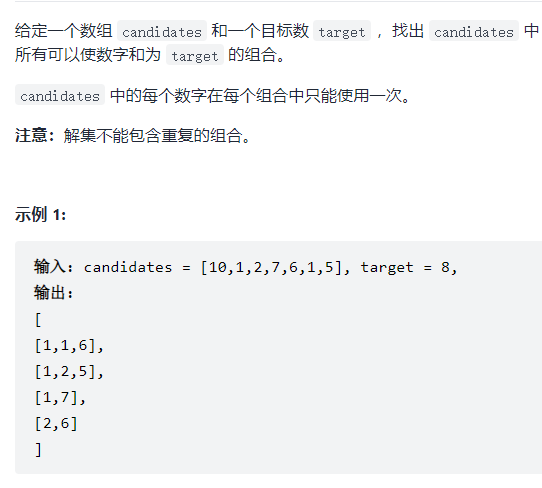 给定一个数组 candidates 和一个目标数 target ，找出 candidates 中
所有可以使数字和为 target 的组合。
candidates 中的每个数字在每个组合中只能使用一次。
注意：解集不能包含重复的组合。
示例 1:
输入: candidates = [10,1,2,7,6,1,5], target = 8,
输出:
[
[1,1,6],
[1,2,5],
[1,7],
[2,6]
]